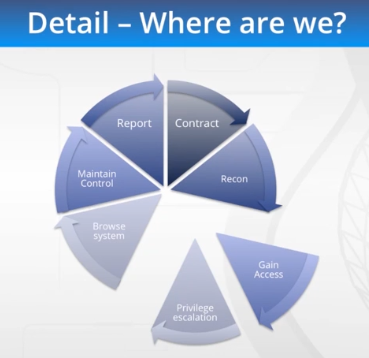 Detail – Where are we?
Report
Contract
Maintain
Control
Recon
Browse
system
Gain
Access
Privilege
escalation